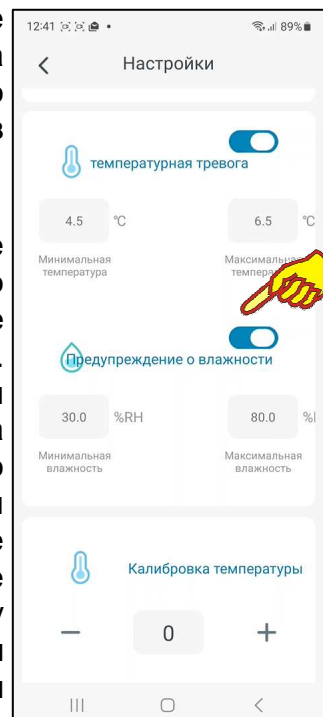 12:41
89%
Настройки
температурная тревога
4.5 °C
6.5 °C
Минимальная
температура
Максимальная
Предупреждение о влажности
30.0 %RH
80.0
Минимальная
влажность
Максимальная
влажность
Калибровка температуры
− 0 +